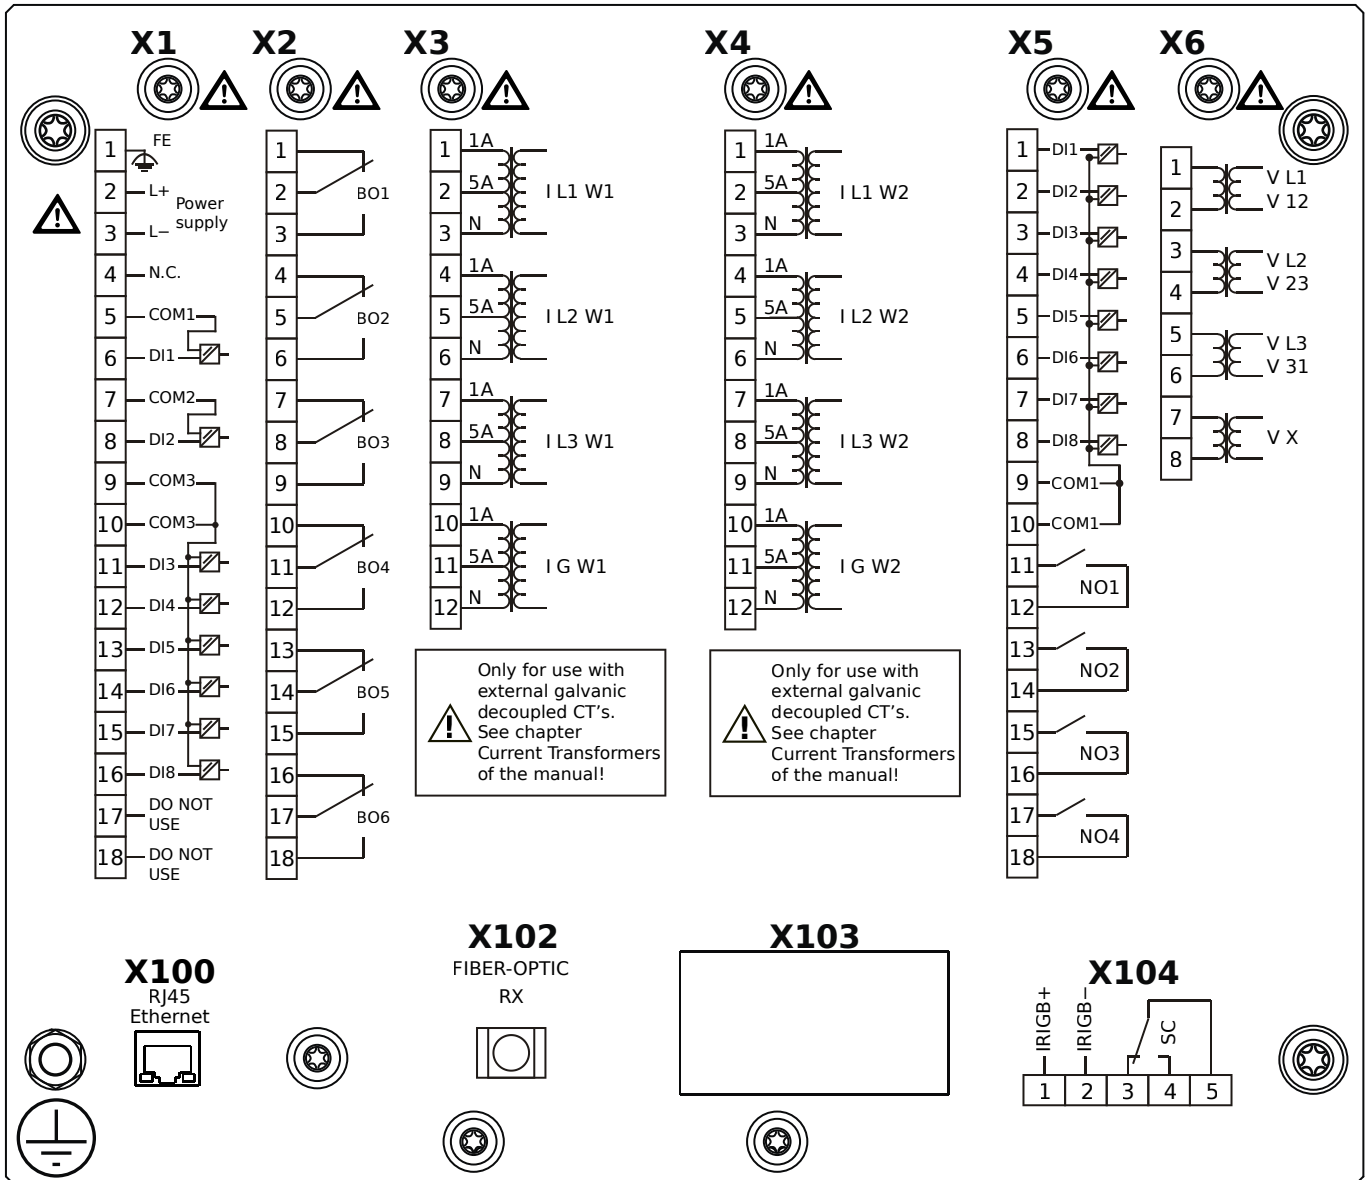 X1
1
FE
2
L+
Power
supply
3
L−
4
N.C.
5
COM1
6
DI1
7
COM2
8
DI2
9
COM3
10
COM3
11
DI3
12
DI4
13
DI5
14
DI6
15
DI7
16
DI8
17
DO NOT
USE
18
DO NOT
USE
X2
1
2
BO1
3
4
5
BO2
6
7
8
BO3
9
10
11
BO4
12
13
14
BO5
15
16
17
BO6
18
X3
1
1A
2
5A
I L1 W1
3
N
4
1A
5
5A
I L2 W1
6
N
7
1A
8
5A
I L3 W1
9
N
10
1A
11
5A
I G W1
12
N
Only for use with
external galvanic
decoupled CT's.
See chapter
Current Transformers
of the manual!
X4
1
1A
2
5A
I L1 W2
3
N
4
1A
5
5A
I L2 W2
6
N
7
1A
8
5A
I L3 W2
9
N
10
1A
11
5A
I G W2
12
N
Only for use with
external galvanic
decoupled CT's.
See chapter
Current Transformers
of the manual!
X5
1
DI1
2
DI2
3
DI3
4
DI4
5
DI5
6
DI6
7
DI7
8
DI8
9
COM1
10
COM1
11
NO1
12
13
NO2
14
15
NO3
16
17
NO4
18
X6
1
V L1
2
V 12
3
V L2
4
V 23
5
V L3
6
V 31
7
V X
8
X100
RJ45
Ethernet
X102
FIBER-OPTIC
RX
X103
X104
IRIGB+
IRIGB−
SC
1 2 3 4 5